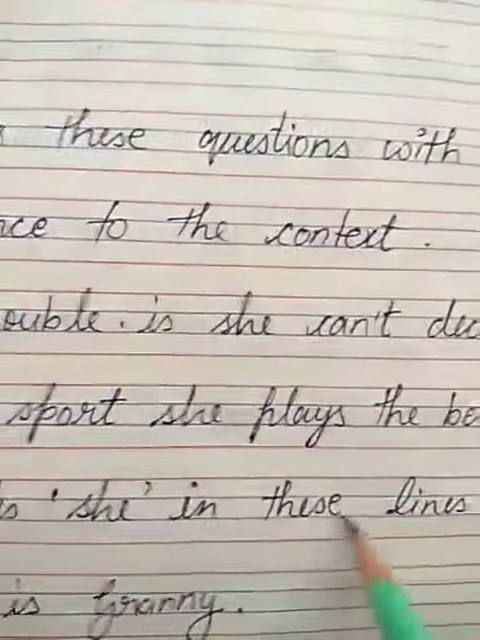 these questions with
to the context.
is she can't
sport she plays the
'she' in these lines
is Granny.